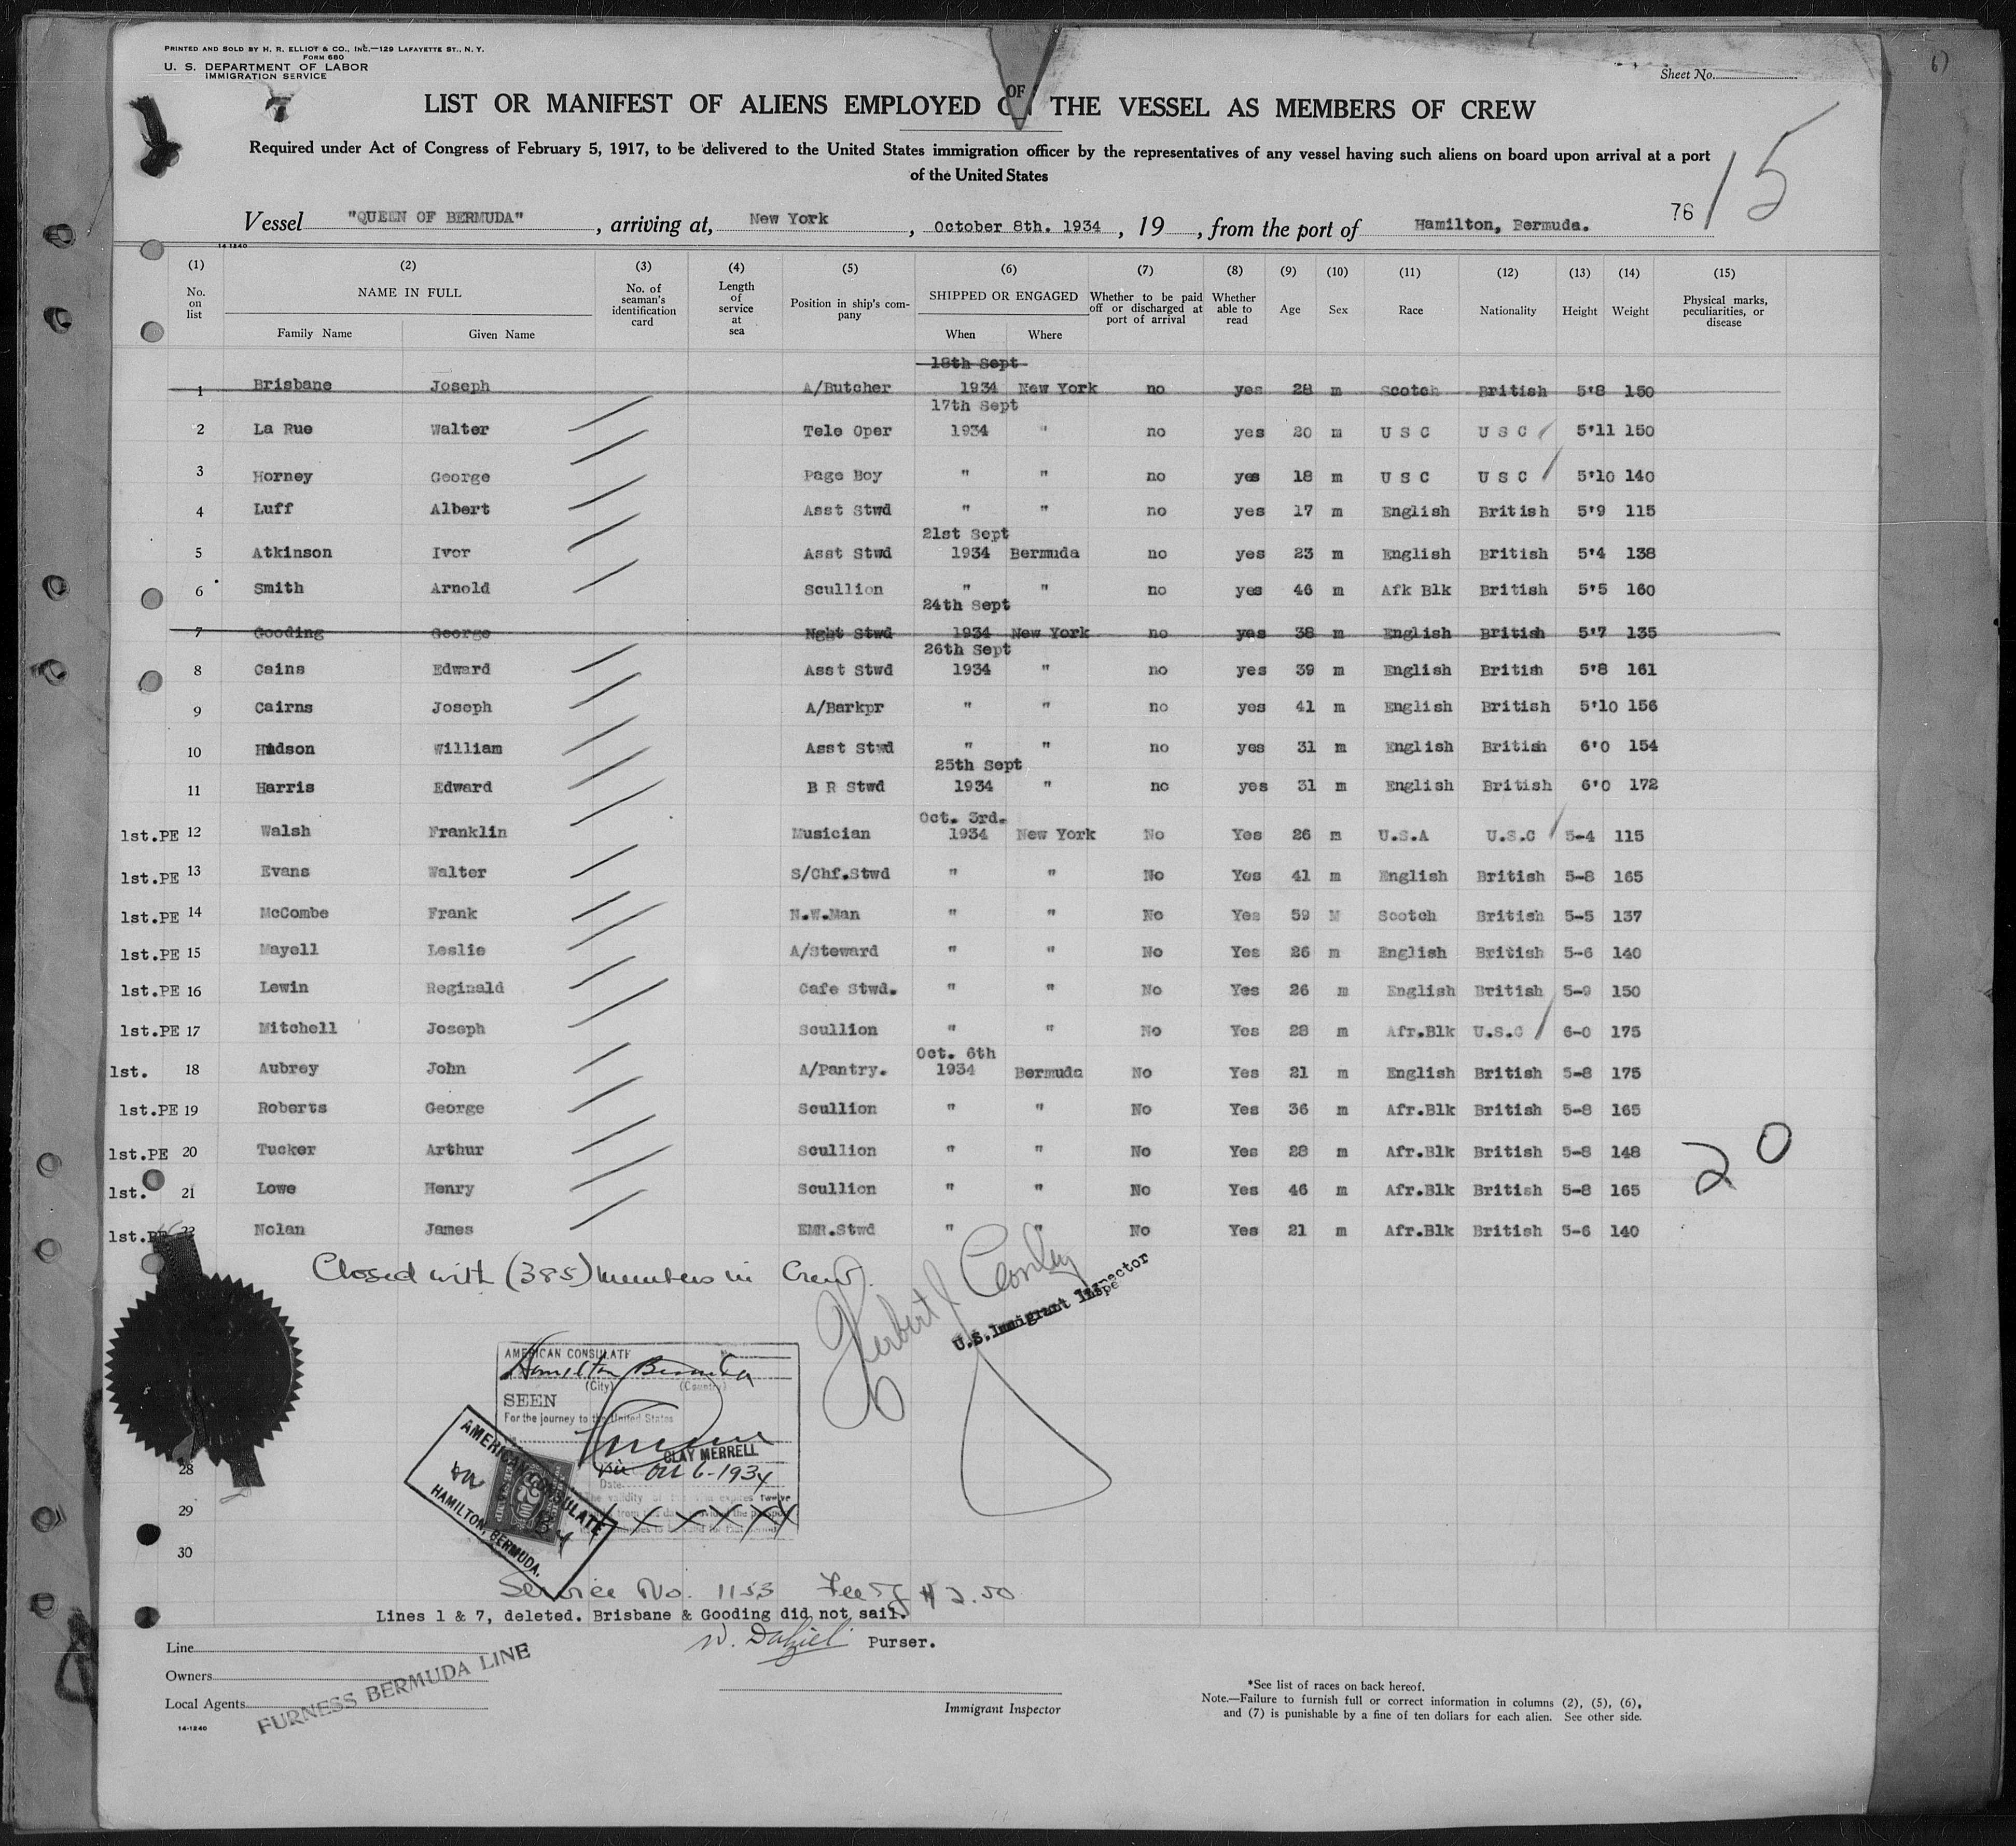 PRINTED AND SOLD BY H. R. ELLIOT & CO., INC.—129 LAFAYETTE ST., N. Y.
FORM 680
U. S. DEPARTMENT OF LABOR
IMMIGRATION SERVICE
Sheet No.
6)
LIST OR MANIFEST OF ALIENS EMPLOYED OF THE VESSEL AS MEMBERS OF CREW
Required under Act of Congress of February 5, 1917, to be delivered to the United States immigration officer by the representatives of any vessel having such aliens on board upon arrival at a port
of the United States
76 15
Vessel "QUEEN OF BERMUDA" , arriving at, New York , October 8th. 1934 , 19 , from the port of Hamilton, Bermuda.
14 1240
(1) (2) (3) (4) (5) (6) (7) (8) (9) (10) (11) (12) (13) (14) (15)
No. on list NAME IN FULL Family Name Given Name No. of seaman's identification card Length of service at sea Position in ship's company SHIPPED OR ENGAGED When Where Whether to be paid off or discharged at port of arrival Whether able to read Age Sex Race Nationality Height Weight Physical marks, peculiarities, or disease
18th Sept
1 Brisbane Joseph A/Butcher 1934 New York no yes 28 m Scotch British 5'8 150
17th Sept
2 La Rue Walter Tele Oper 1934 " no yes 20 m U S C U S C 5'11 150
3 Horney George Page Boy " " no yes 18 m U S C U S C 5'10 140
4 Luff Albert Asst Stwd " " no yes 17 m English British 5'9 115
21st Sept
5 Atkinson Ivor Asst Stwd 1934 Bermuda no yes 23 m English British 5'4 138
6 Smith Arnold Scullion " " no yes 46 m Afk Blk British 5'5 160
24th Sept
7 Gooding George Nght Stwd 1934 New York no yes 38 m English British 5'7 135
26th Sept
8 Cains Edward Asst Stwd 1934 " no yes 39 m English British 5'8 161
9 Cairns Joseph A/Barkpr " " no yes 41 m English British 5'10 156
10 Hudson William Asst Stwd " " no yes 31 m English British 6'0 154
25th Sept
11 Harris Edward B R Stwd 1934 " no yes 31 m English British 6'0 172
Oct. 3rd.
1st.PE 12 Walsh Franklin Musician 1934 New York No Yes 26 m U.S.A U.S.C 5-4 115
1st.PE 13 Evans Walter S/Chf.Stwd " " No Yes 41 m English British 5-8 165
1st.PE 14 McCombe Frank N.W.Man " " No Yes 59 M Scotch British 5-5 137
1st.PE 15 Mayell Leslie A/Steward " " No Yes 26 m English British 5-6 140
1st.PE 16 Lewin Reginald Cafe Stwd. " " No Yes 26 m English British 5-9 150
1st.PE 17 Mitchell Joseph Scullion " " No Yes 28 m Afr.Blk U.S.C 6-0 175
Oct. 6th
1st. 18 Aubrey John A/Pantry. 1934 Bermuda No Yes 21 m English British 5-8 175
1st.PE 19 Roberts George Scullion " " No Yes 36 m Afr.Blk British 5-8 165
1st.PE 20 Tucker Arthur Scullion " " No Yes 28 m Afr.Blk British 5-8 148
20
1st. 21 Lowe Henry Scullion " " No Yes 46 m Afr.Blk British 5-8 165
1st.PE 22 Nolan James EMR.Stwd " " No Yes 21 m Afr.Blk British 5-6 140
Closed with (385) members in Crew.
Herbert J Conley
U.S. Immigrant Inspector
AMERICAN CONSULATE
Hamilton Bermuda
(City) (Country)
SEEN
For the journey to the United States
CLAY MERRELL
Oct 6-1934
Date
AMERICAN CONSULATE
HAMILTON, BERMUDA.
XXXXXXX
28
29
30
Service No. 1153 Fee $ 2.50
Lines 1 & 7, deleted. Brisbane & Gooding did not sail.
W. Dalziel Purser.
Line
Owners
Local Agents
FURNESS BERMUDA LINE
14-1240
Immigrant Inspector
*See list of races on back hereof.
Note.—Failure to furnish full or correct information in columns (2), (5), (6),
and (7) is punishable by a fine of ten dollars for each alien. See other side.